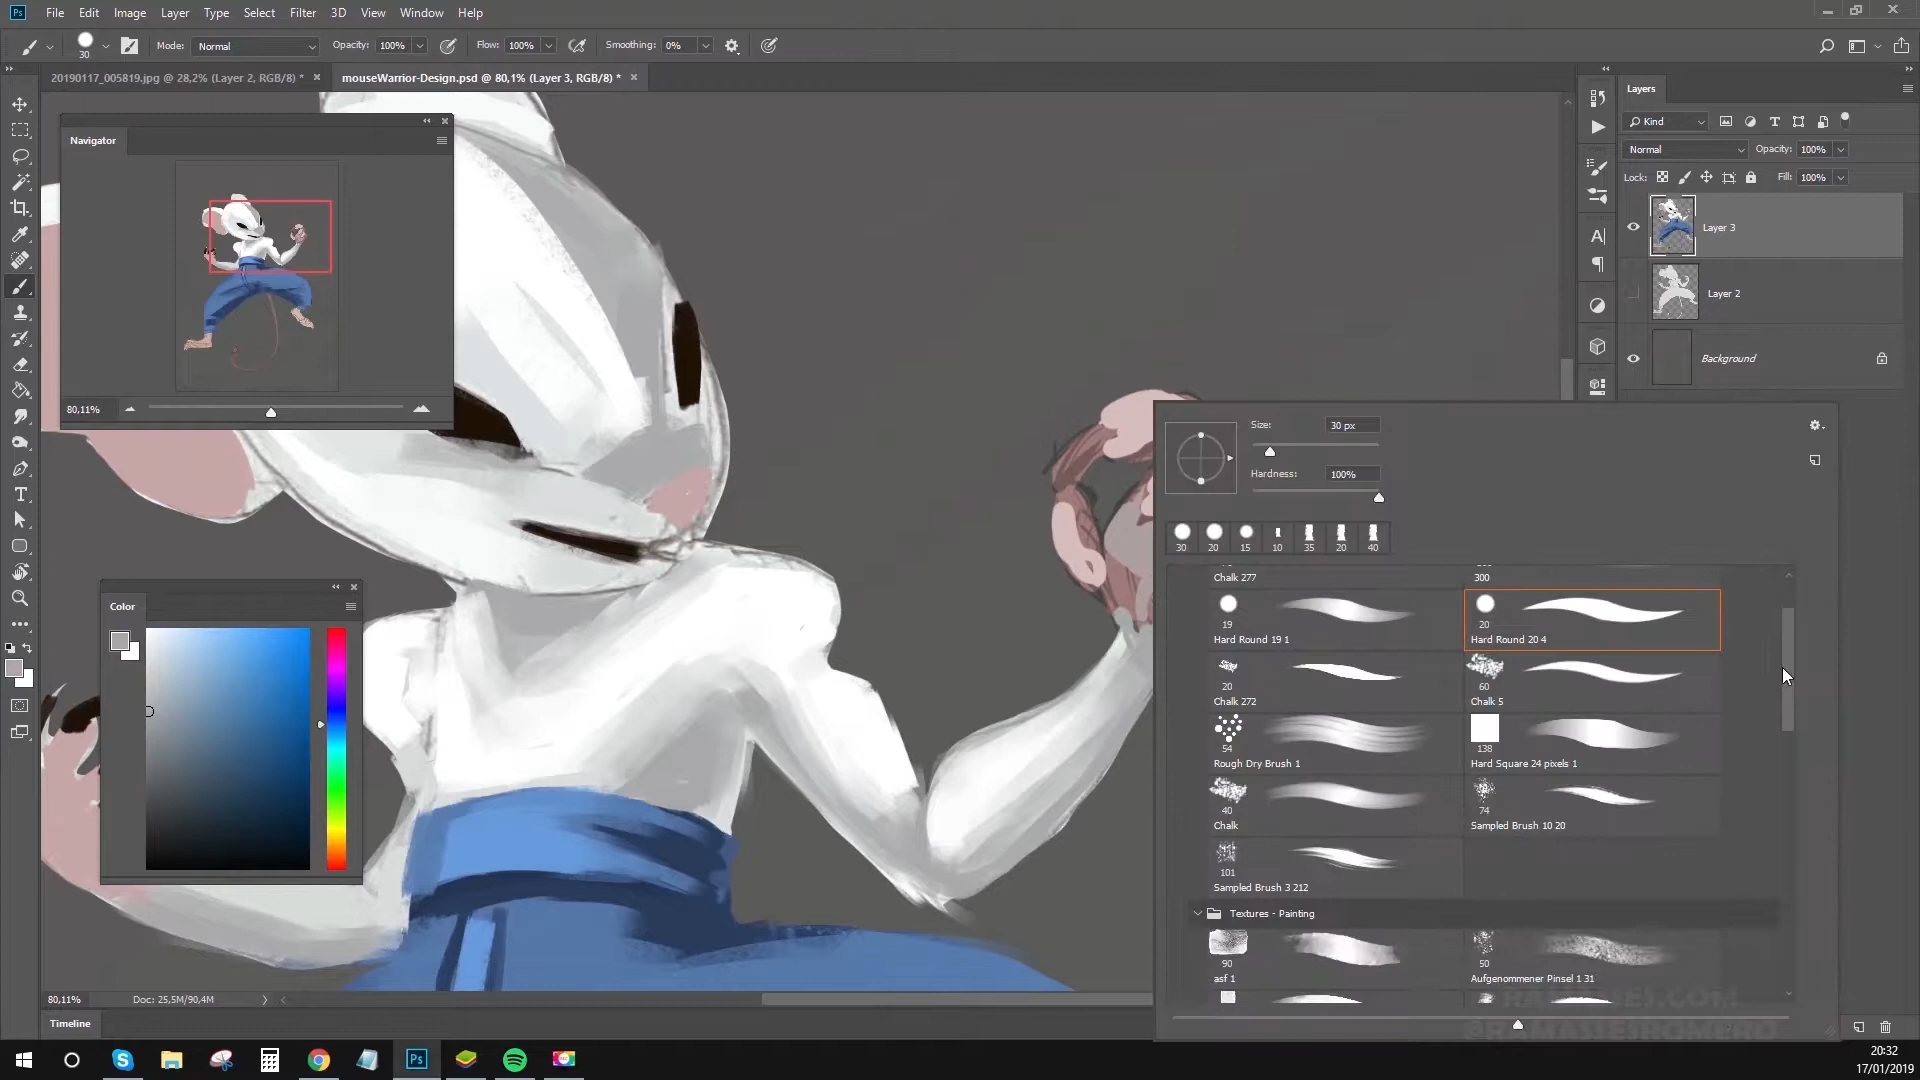 Ps File Edit Image Layer Type Select Filter 3D View Window Help
30 Mode: Normal Opacity: 100% Flow: 100% Smoothing: 0%
20190117_005819.jpg @ 28,2% (Layer 2, RGB/8) * mouseWarrior-Design.psd @ 80,1% (Layer 3, RGB/8) *
Navigator
80,11%
Color
Layers
Kind
Normal Opacity: 100%
Lock: Fill: 100%
Layer 3
Layer 2
Background
Size: 30 px
Hardness: 100%
30 20 15 10 35 20 40
Chalk 277 300
19 20
Hard Round 19 1 Hard Round 20 4
20 60
Chalk 272 Chalk 5
54 138
Rough Dry Brush 1 Hard Square 24 pixels 1
40 74
Chalk Sampled Brush 10 20
101
Sampled Brush 3 212
Textures - Painting
90 50
asf 1 Aufgenommener Pinsel 1 31
80,11% Doc: 25,5M/90,4M
Timeline
Ps
20:32
17/01/2019